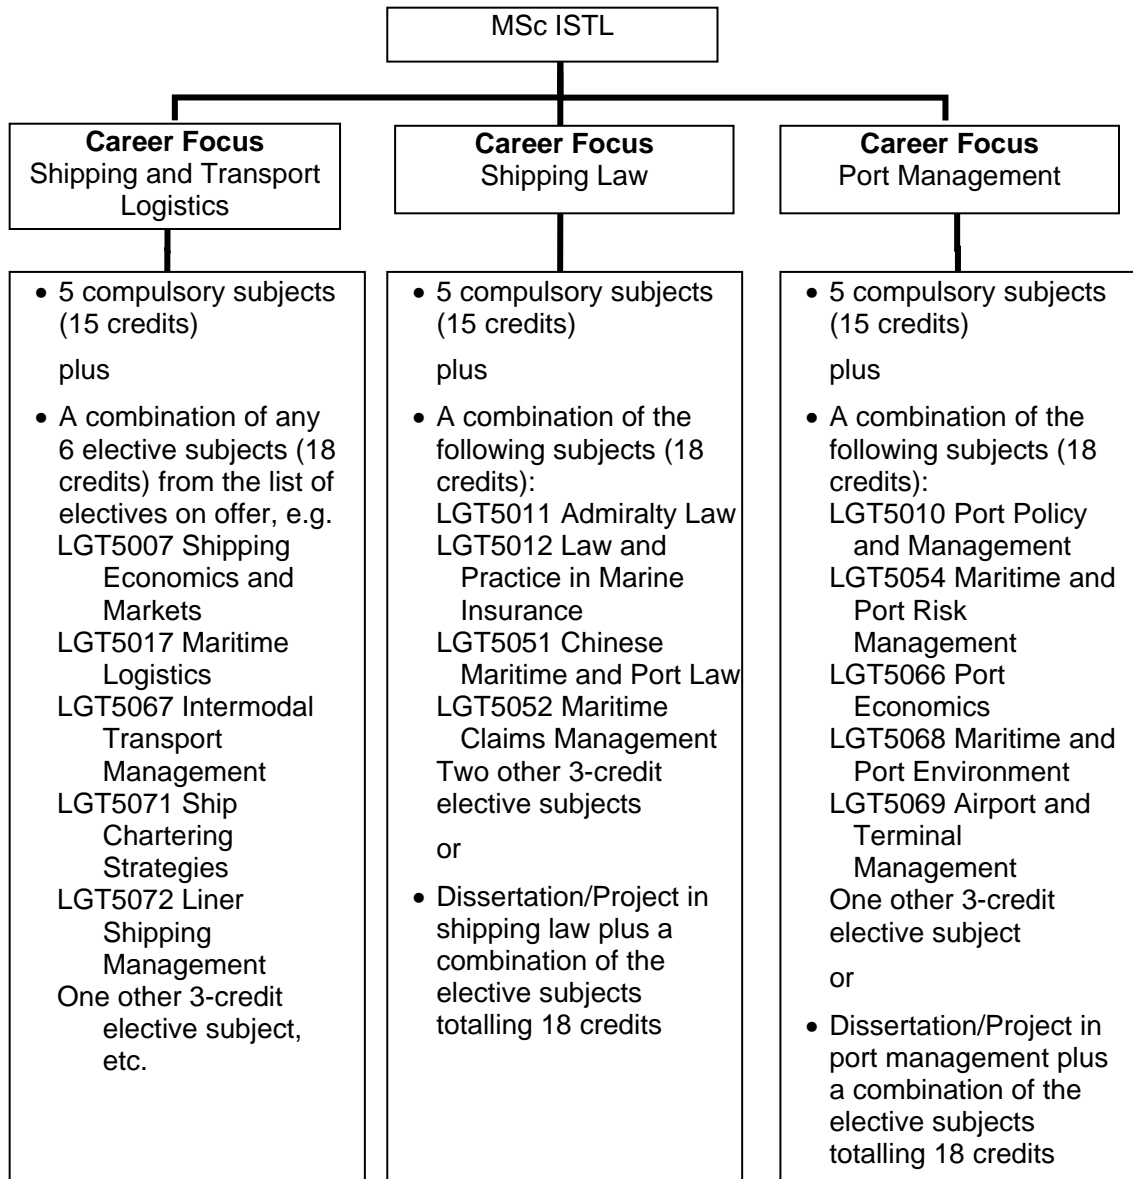 MSc ISTL
Career Focus
Shipping and Transport
Logistics
Career Focus
Shipping Law
Career Focus
Port Management
• 5 compulsory subjects
(15 credits)
plus
• A combination of any
6 elective subjects (18
credits) from the list of
electives on offer, e.g.
LGT5007 Shipping
Economics and
Markets
LGT5017 Maritime
Logistics
LGT5067 Intermodal
Transport
Management
LGT5071 Ship
Chartering
Strategies
LGT5072 Liner
Shipping
Management
One other 3-credit
elective subject,
etc.
• 5 compulsory subjects
(15 credits)
plus
• A combination of the
following subjects (18
credits):
LGT5011 Admiralty Law
LGT5012 Law and
Practice in Marine
Insurance
LGT5051 Chinese
Maritime and Port Law
LGT5052 Maritime
Claims Management
Two other 3-credit
elective subjects
or
• Dissertation/Project in
shipping law plus a
combination of the
elective subjects
totalling 18 credits
• 5 compulsory subjects
(15 credits)
plus
• A combination of the
following subjects (18
credits):
LGT5010 Port Policy
and Management
LGT5054 Maritime and
Port Risk
Management
LGT5066 Port
Economics
LGT5068 Maritime and
Port Environment
LGT5069 Airport and
Terminal
Management
One other 3-credit
elective subject
or
• Dissertation/Project in
port management plus
a combination of the
elective subjects
totalling 18 credits